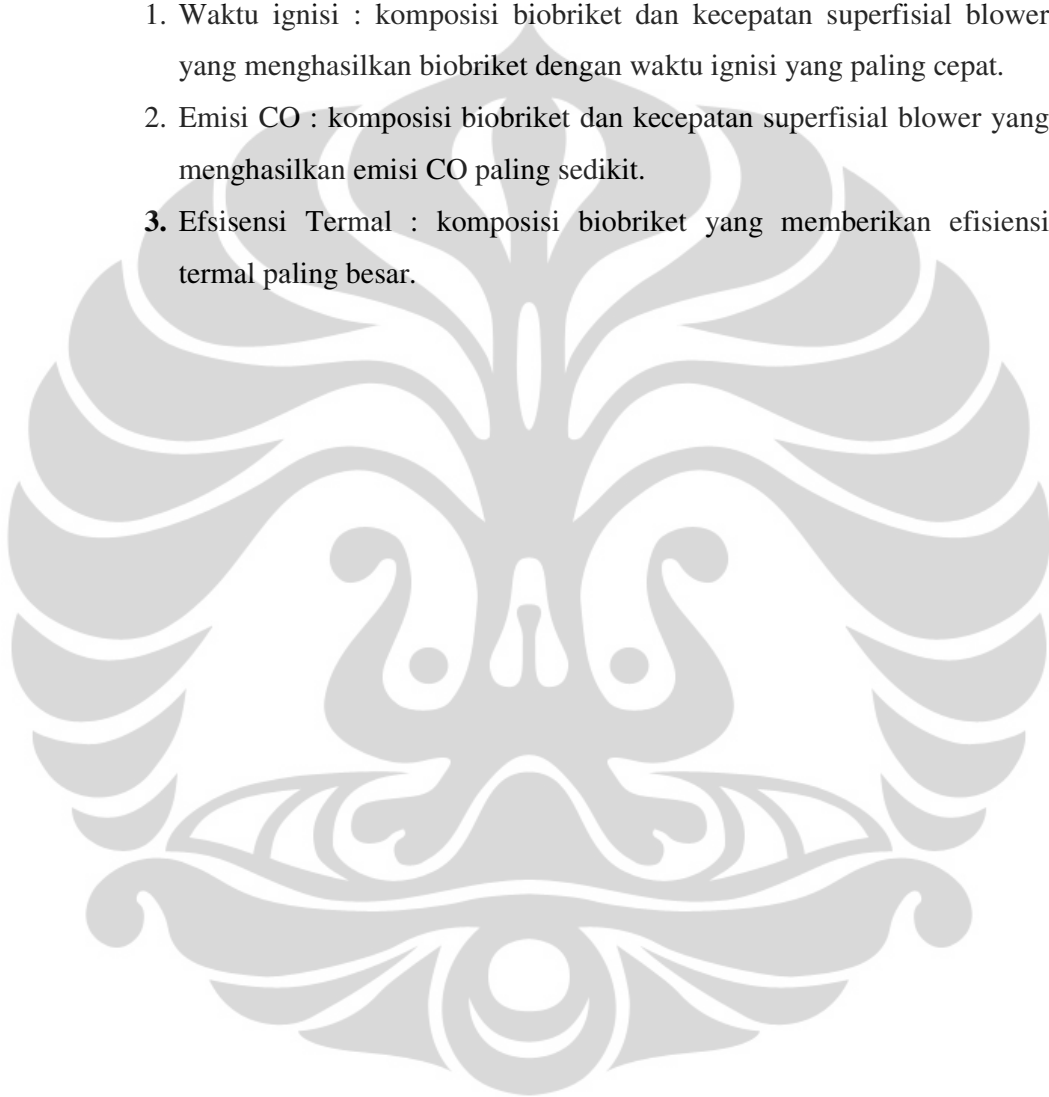 1. Waktu ignisi : komposisi biobriket dan kecepatan superfisial blower
yang menghasilkan biobriket dengan waktu ignisi yang paling cepat.
2. Emisi CO : komposisi biobriket dan kecepatan superfisial blower yang
menghasilkan emisi CO paling sedikit.
3. Efsisensi Termal : komposisi biobriket yang memberikan efisiensi
termal paling besar.